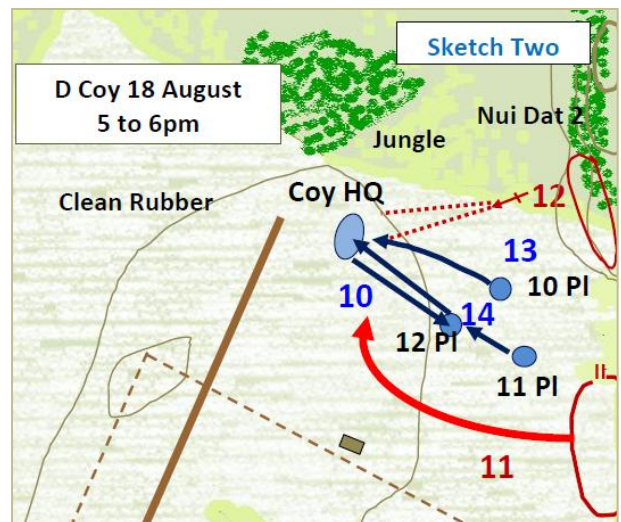 Sketch Two
D Coy 18 August
5 to 6pm
Nui Dat 2
Jungle
Clean Rubber
Coy HQ
12
13
10
10 Pl
14
12 Pl
11 Pl
II
11